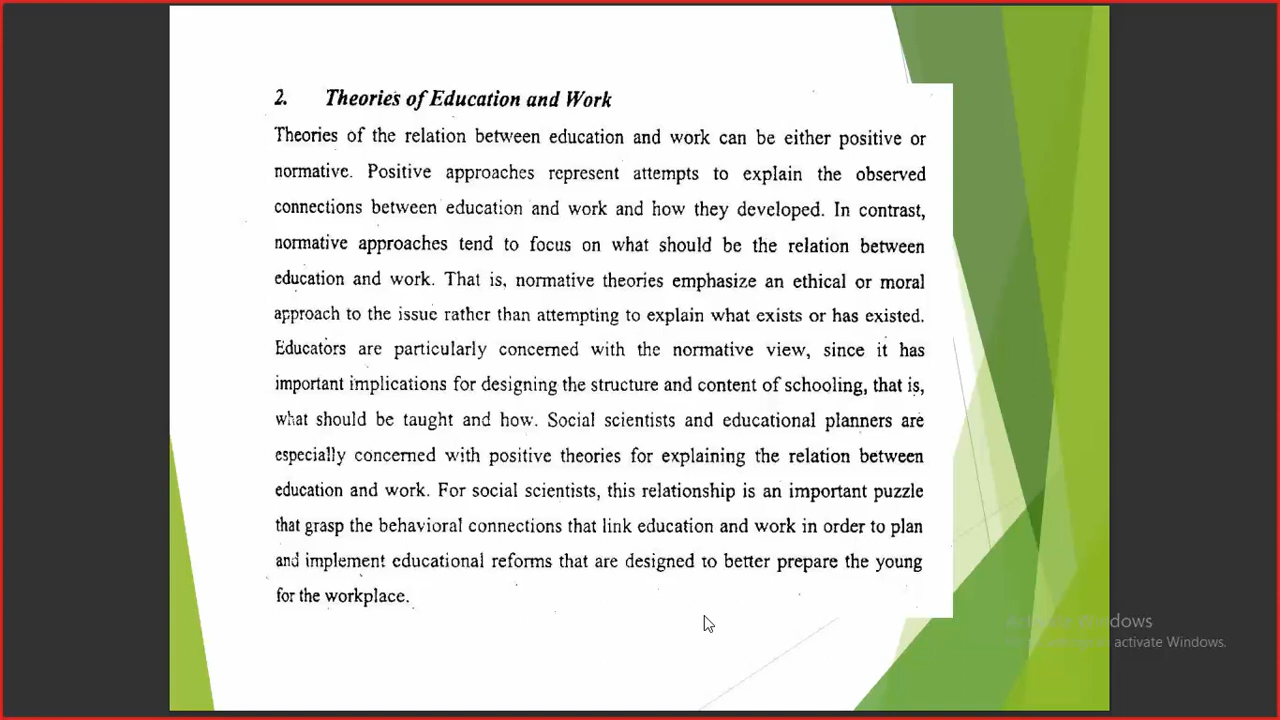 2. Theories of Education and Work
Theories of the relation between education and work can be either positive or
normative. Positive approaches represent attempts to explain the observed
connections between education and work and how they developed. In contrast,
normative approaches tend to focus on what should be the relation between
education and work. That is, normative theories emphasize an ethical or moral
approach to the issue rather than attempting to explain what exists or has existed.
Educators are particularly concerned with the normative view, since it has
important implications for designing the structure and content of schooling, that is,
what should be taught and how. Social scientists and educational planners are
especially concerned with positive theories for explaining the relation between
education and work. For social scientists, this relationship is an important puzzle
that grasp the behavioral connections that link education and work in order to plan
and implement educational reforms that are designed to better prepare the young
for the workplace.
Activate Windows
activate Windows.